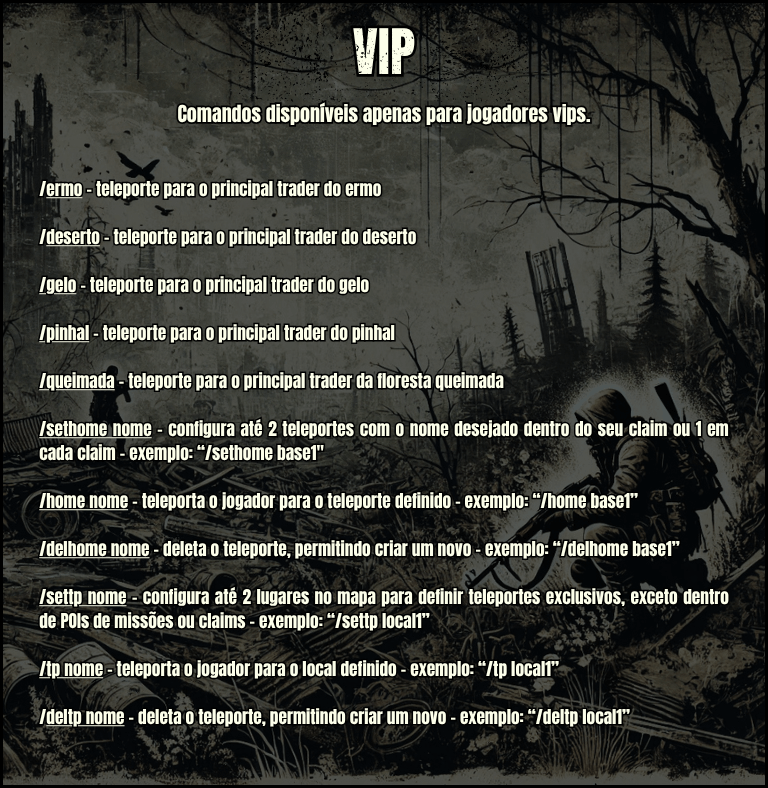 VIP
Comandos disponíveis apenas para jogadores vips.
/ermo - teleporte para o principal trader do ermo
/deserto - teleporte para o principal trader do deserto
/gelo - teleporte para o principal trader do gelo
/pinhal - teleporte para o principal trader do pinhal
/queimada - teleporte para o principal trader da floresta queimada
/sethome nome - configura até 2 teleportes com o nome desejado dentro do seu claim ou 1 em
cada claim - exemplo: “/sethome base1”
/home nome - teleporta o jogador para o teleporte definido - exemplo: “/home base1”
/delhome nome - deleta o teleporte, permitindo criar um novo - exemplo: “/delhome base1”
/settp nome - configura até 2 lugares no mapa para definir teleportes exclusivos, exceto dentro
de POIs de missões ou claims - exemplo: “/settp local1”
/tp nome - teleporta o jogador para o local definido - exemplo: “/tp local1”
/deltp nome - deleta o teleporte, permitindo criar um novo - exemplo: “/deltp local1”